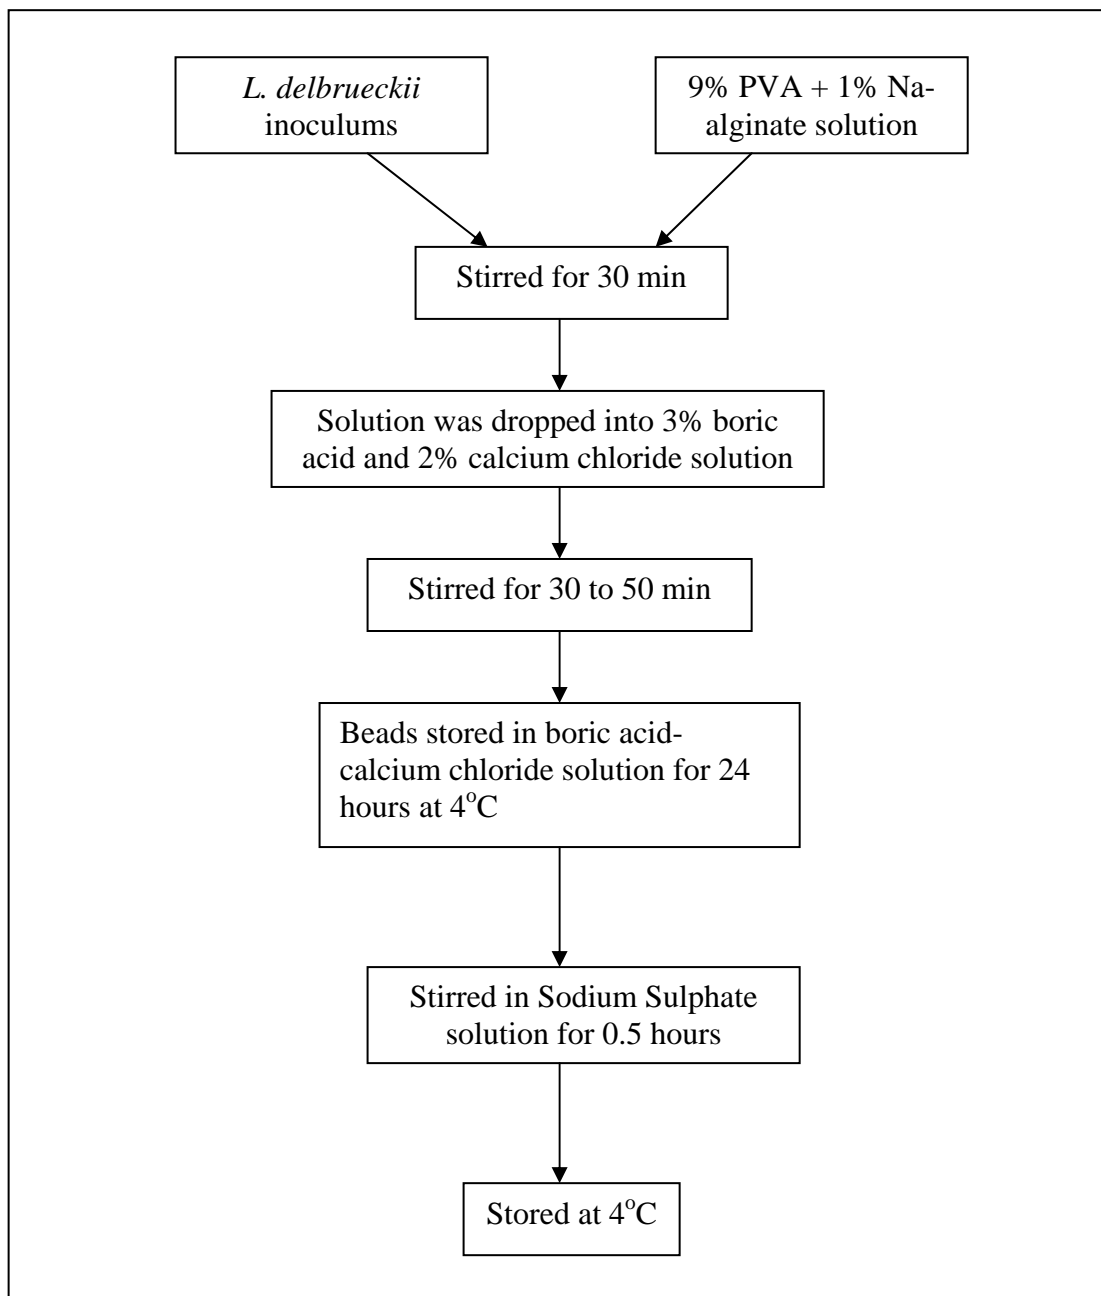 L. delbrueckii
inoculums
9% PVA + 1% Na-
alginate solution
Stirred for 30 min
Solution was dropped into 3% boric
acid and 2% calcium chloride solution
Stirred for 30 to 50 min
Beads stored in boric acid-
calcium chloride solution for 24
hours at 4°C
Stirred in Sodium Sulphate
solution for 0.5 hours
Stored at 4°C